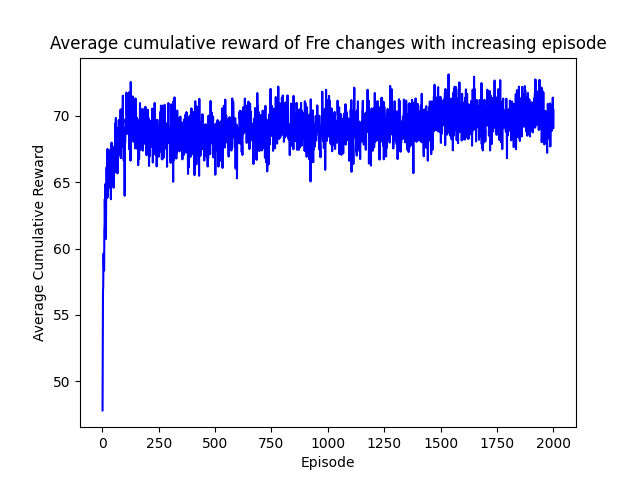 Average cumulative reward of Fre changes with increasing episode
Average Cumulative Reward
70
65
60
55
50
0 250 500 750 1000 1250 1500 1750 2000
Episode